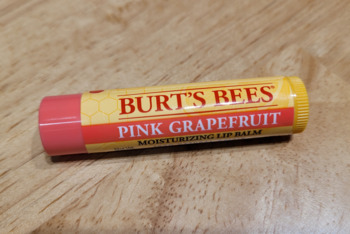 BURT'S BEES
PINK GRAPEFRUIT
MOISTURIZING LIP BALM